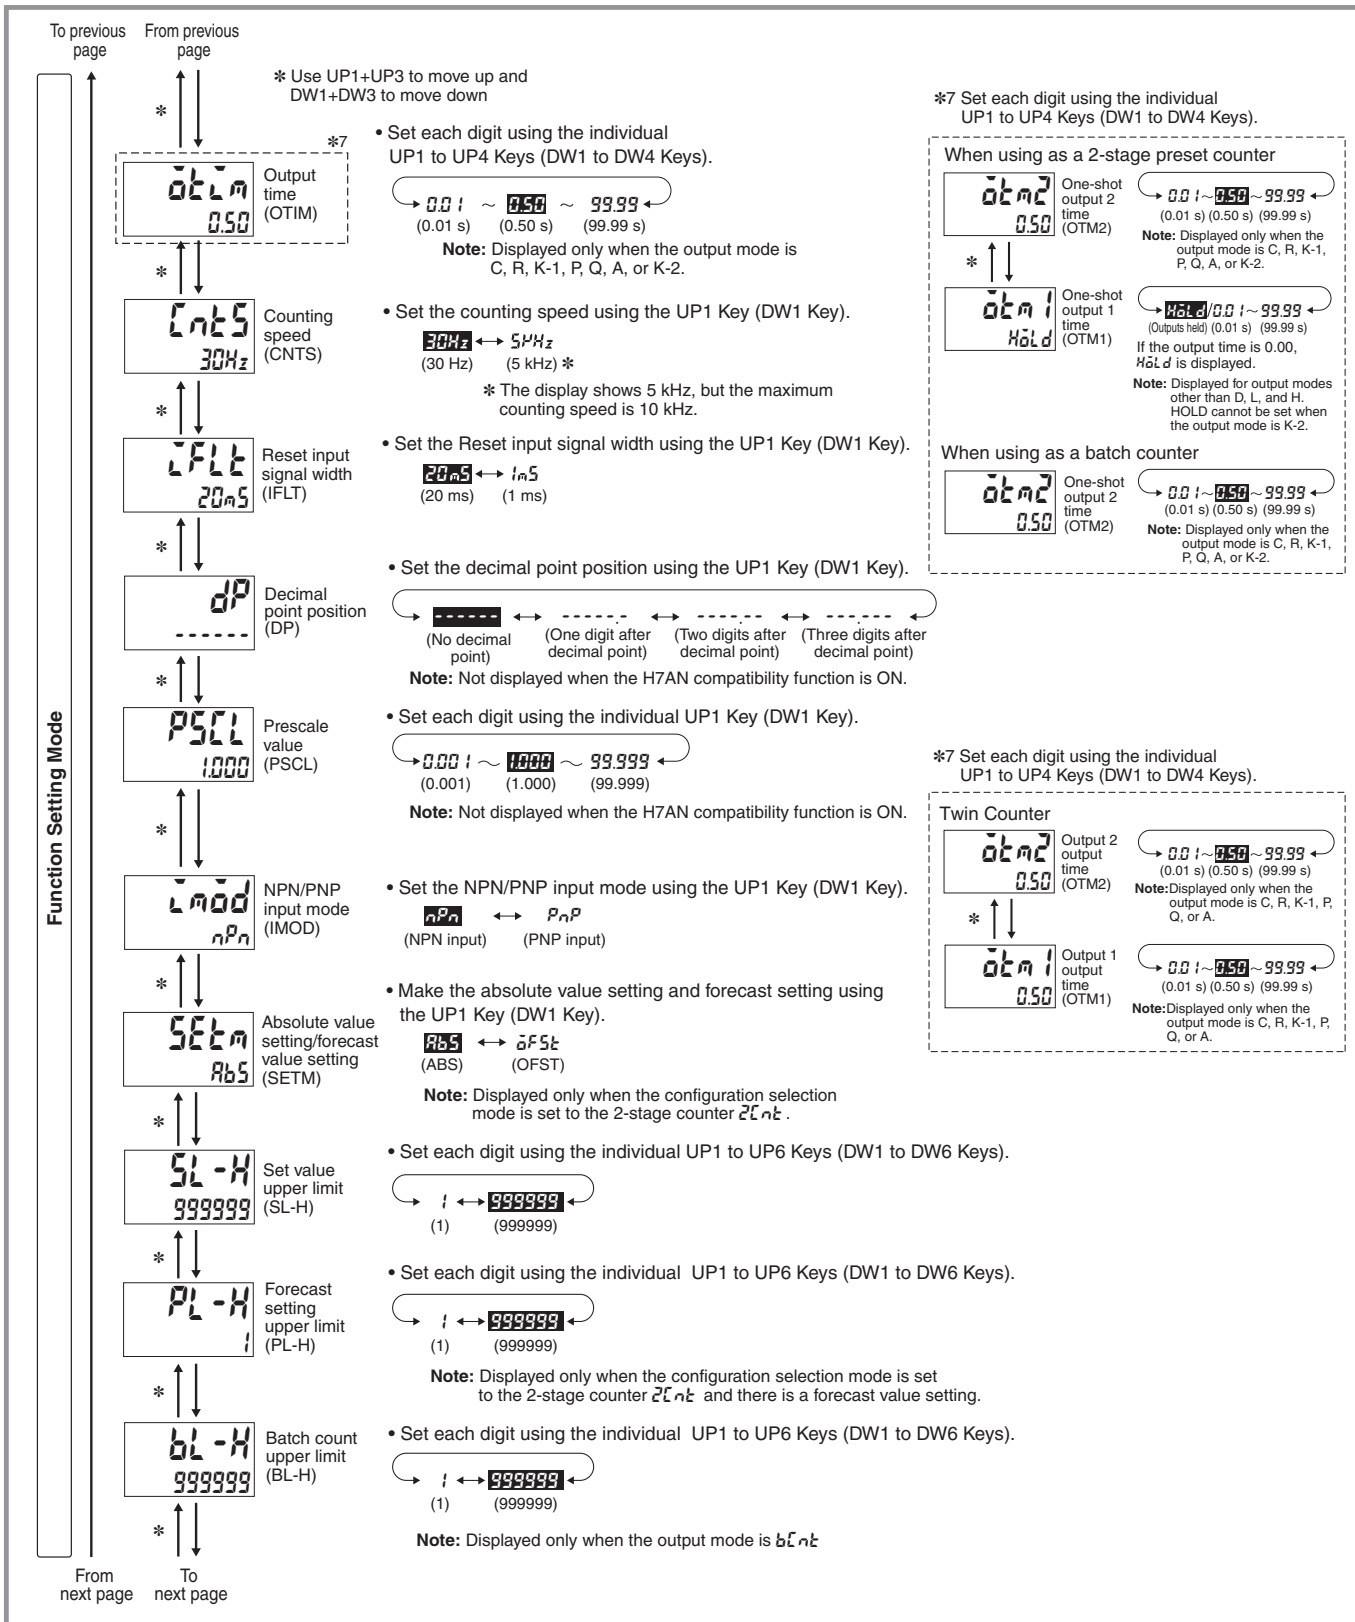 To previous page
From previous page
✻ Use UP1+UP3 to move up and
DW1+DW3 to move down
Function Setting Mode
✻
✻7
ōtim
0.50
Output
time
(OTIM)
• Set each digit using the individual
UP1 to UP4 Keys (DW1 to DW4 Keys).
0.01 ~ 0.50 ~ 99.99
(0.01 s) (0.50 s) (99.99 s)
Note: Displayed only when the output mode is
C, R, K-1, P, Q, A, or K-2.
✻
CntS
30Hz
Counting
speed
(CNTS)
• Set the counting speed using the UP1 Key (DW1 Key).
30Hz 5KHz
(30 Hz) (5 kHz) ✻
✻ The display shows 5 kHz, but the maximum
counting speed is 10 kHz.
✻
iFLt
20mS
Reset input
signal width
(IFLT)
• Set the Reset input signal width using the UP1 Key (DW1 Key).
20mS 1mS
(20 ms) (1 ms)
✻
dP
------
Decimal
point position
(DP)
• Set the decimal point position using the UP1 Key (DW1 Key).
------ -----.- ----.-- ---.---
(No decimal
point)
(One digit after
decimal point)
(Two digits after
decimal point)
(Three digits after
decimal point)
Note: Not displayed when the H7AN compatibility function is ON.
✻
PSCL
1.000
Prescale
value
(PSCL)
• Set each digit using the individual UP1 Key (DW1 Key).
0.001 ~ 1.000 ~ 99.999
(0.001) (1.000) (99.999)
Note: Not displayed when the H7AN compatibility function is ON.
✻
imod
nPn
NPN/PNP
input mode
(IMOD)
• Set the NPN/PNP input mode using the UP1 Key (DW1 Key).
nPn PnP
(NPN input) (PNP input)
✻
SEtm
AbS
Absolute value
setting/forecast
value setting
(SETM)
• Make the absolute value setting and forecast setting using
the UP1 Key (DW1 Key).
AbS ōFSt
(ABS) (OFST)
Note: Displayed only when the configuration selection
mode is set to the 2-stage counter 2Cnt .
✻
SL-H
999999
Set value
upper limit
(SL-H)
• Set each digit using the individual UP1 to UP6 Keys (DW1 to DW6 Keys).
1 999999
(1) (999999)
✻
PL-H
1
Forecast
setting
upper limit
(PL-H)
• Set each digit using the individual UP1 to UP6 Keys (DW1 to DW6 Keys).
1 999999
(1) (999999)
Note: Displayed only when the configuration selection mode is set
to the 2-stage counter 2Cnt and there is a forecast value setting.
✻
bL-H
999999
Batch count
upper limit
(BL-H)
• Set each digit using the individual UP1 to UP6 Keys (DW1 to DW6 Keys).
1 999999
(1) (999999)
Note: Displayed only when the output mode is bCnt
✻
From
next page
To
next page
✻7 Set each digit using the individual
UP1 to UP4 Keys (DW1 to DW4 Keys).
When using as a 2-stage preset counter
ōtm2
0.50
One-shot
output 2
time
(OTM2)
0.01~0.50~99.99
(0.01 s) (0.50 s) (99.99 s)
Note: Displayed only when the
output mode is C, R, K-1,
P, Q, A, or K-2.
✻
ōtm1
Hōld
One-shot
output 1
time
(OTM1)
Hōld/0.01~99.99
(Outputs held) (0.01 s) (99.99 s)
If the output time is 0.00,
Hōld is displayed.
Note: Displayed for output modes
other than D, L, and H.
HOLD cannot be set when
the output mode is K-2.
When using as a batch counter
ōtm2
0.50
One-shot
output 2
time
(OTM2)
0.01~0.50~99.99
(0.01 s) (0.50 s) (99.99 s)
Note: Displayed only when the
output mode is C, R, K-1,
P, Q, A, or K-2.
✻7 Set each digit using the individual
UP1 to UP4 Keys (DW1 to DW4 Keys).
Twin Counter
ōtm2
0.50
Output 2
output
time
(OTM2)
0.01~0.50~99.99
(0.01 s) (0.50 s) (99.99 s)
Note:Displayed only when the
output mode is C, R, K-1, P,
Q, or A.
✻
ōtm1
0.50
Output 1
output
time
(OTM1)
0.01~0.50~99.99
(0.01 s) (0.50 s) (99.99 s)
Note:Displayed only when the
output mode is C, R, K-1, P,
Q, or A.